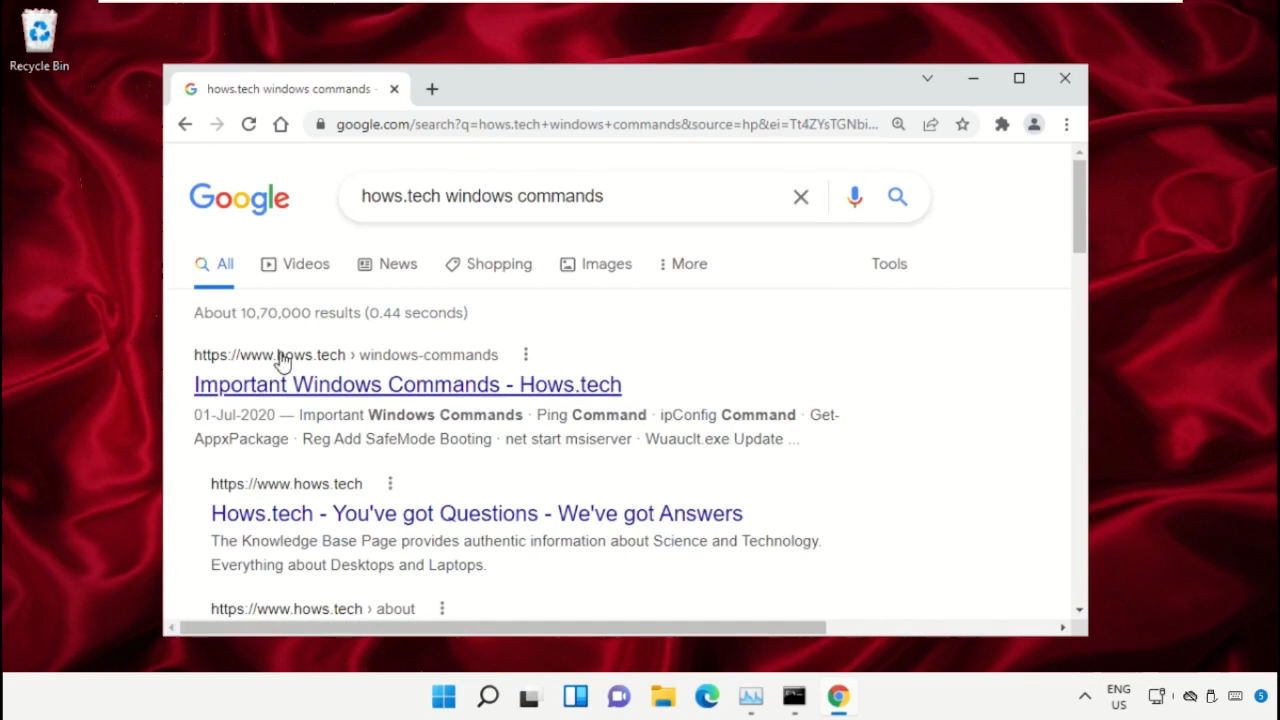 Recycle Bin
hows.tech windows commands -
google.com/search?q=hows.tech+windows+commands&source=hp&ei=Tt4ZYsTGNbi...
Google
hows.tech windows commands
All Videos News Shopping Images More Tools
About 10,70,000 results (0.44 seconds)
https://www.hows.tech › windows-commands
Important Windows Commands - Hows.tech
01-Jul-2020 — Important Windows Commands · Ping Command · ipConfig Command · Get-
AppxPackage · Reg Add SafeMode Booting · net start msiserver · Wuauclt.exe Update ...
https://www.hows.tech
Hows.tech - You've got Questions - We've got Answers
The Knowledge Base Page provides authentic information about Science and Technology.
Everything about Desktops and Laptops.
https://www.hows.tech › about
ENG
US
5